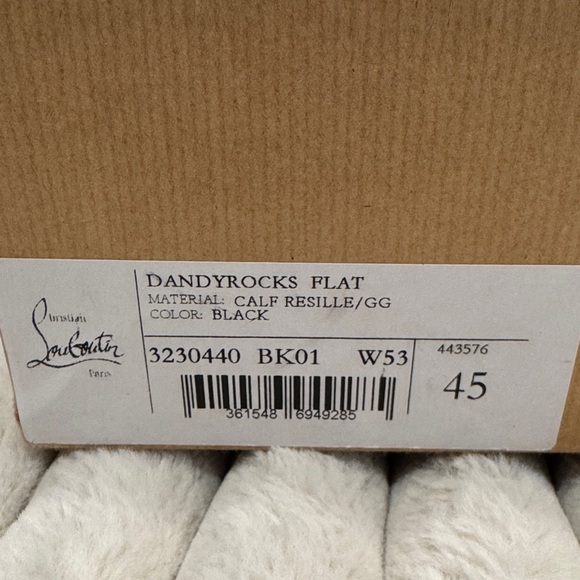 Christian
Louboutin
Paris
DANDYROCKS FLAT
MATERIAL: CALF RESILLE/GG
COLOR: BLACK
3230440 BK01 W53
443576
45
361548 6949285